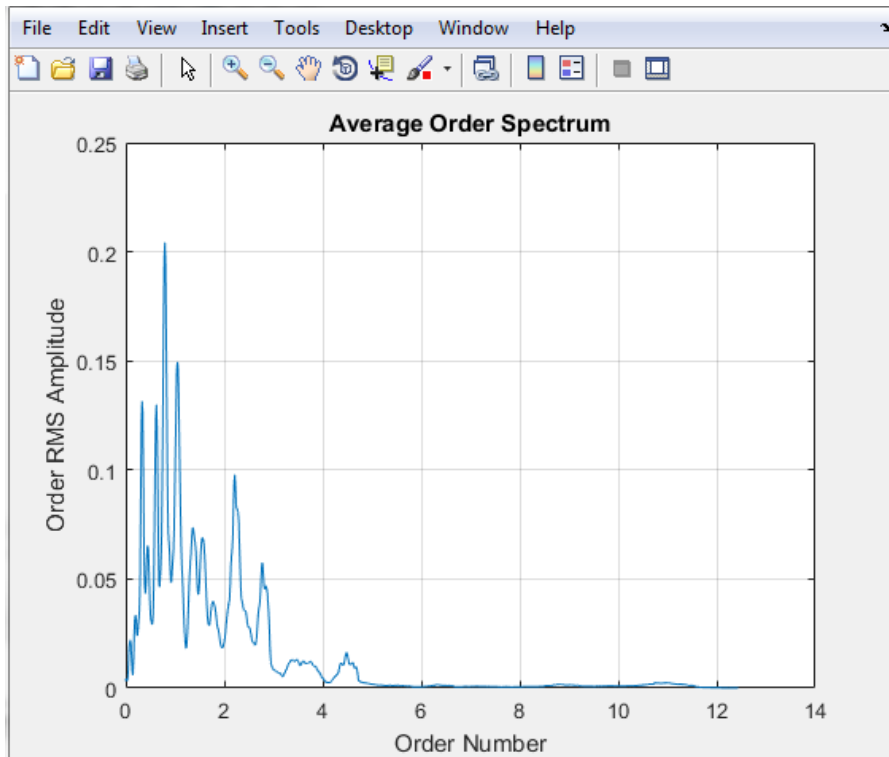 File Edit View Insert Tools Desktop Window Help
Average Order Spectrum
0.25
0.2
0.15
0.1
0.05
0
Order RMS Amplitude
0 2 4 6 8 10 12 14
Order Number